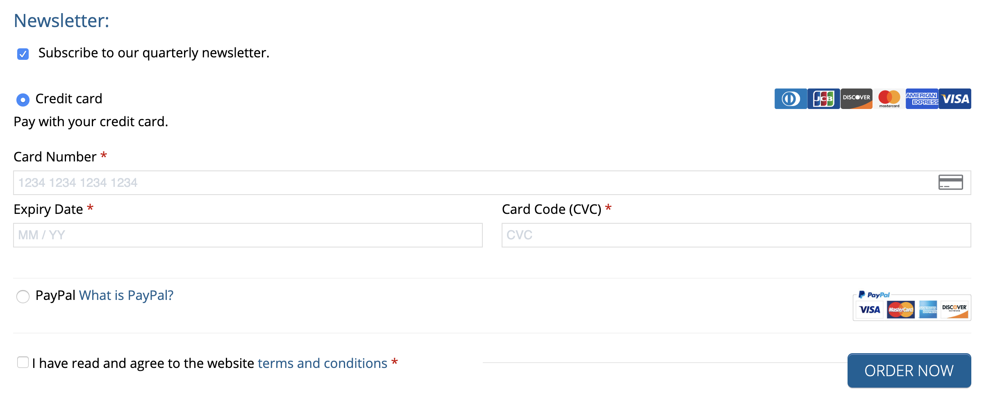 Newsletter:
Subscribe to our quarterly newsletter.
Credit card
JCB DISCOVER mastercard AMERICAN EXPRESS VISA
Pay with your credit card.
Card Number *
1234 1234 1234 1234
Expiry Date * Card Code (CVC) *
MM / YY CVC
PayPal What is PayPal?
PayPal
VISA MasterCard AMERICAN EXPRESS DISCOVER NETWORK
I have read and agree to the website terms and conditions *
ORDER NOW